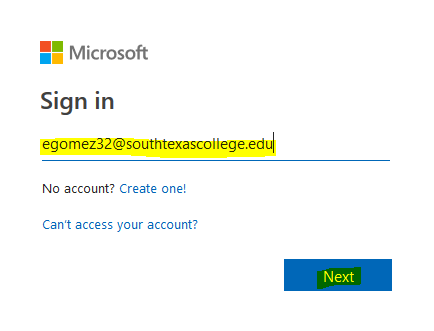 Microsoft
Sign in
egomez32@southtexascollege.edu
No account? Create one!
Can't access your account?
Next